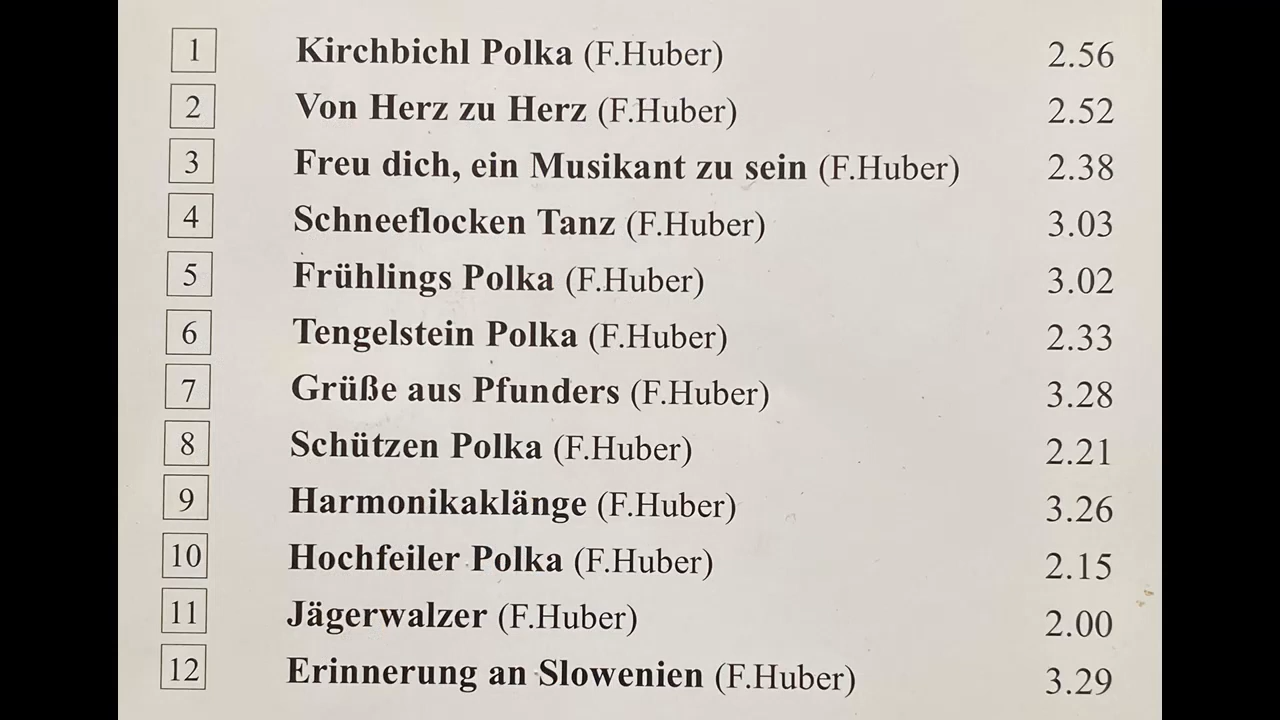 1 Kirchbichl Polka (F.Huber) 2.56
2 Von Herz zu Herz (F.Huber) 2.52
3 Freu dich, ein Musikant zu sein (F.Huber) 2.38
4 Schneeflocken Tanz (F.Huber) 3.03
5 Frühlings Polka (F.Huber) 3.02
6 Tengelstein Polka (F.Huber) 2.33
7 Grüße aus Pfunders (F.Huber) 3.28
8 Schützen Polka (F.Huber) 2.21
9 Harmonikaklänge (F.Huber) 3.26
10 Hochfeiler Polka (F.Huber) 2.15
11 Jägerwalzer (F.Huber) 2.00
12 Erinnerung an Slowenien (F.Huber) 3.29